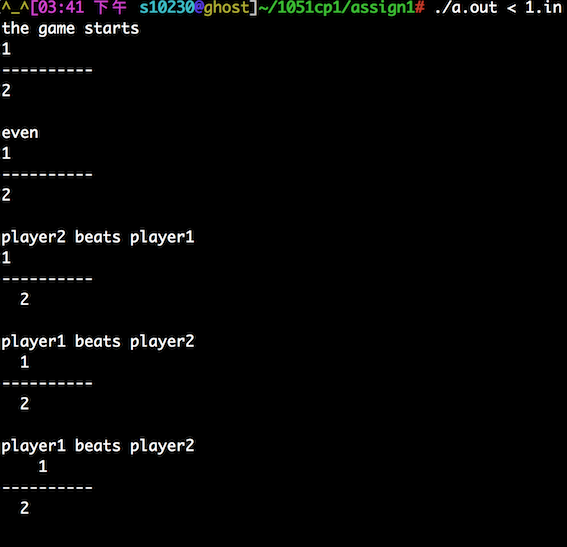 ^_^[03:41 下午 s10230@ghost]~/1051cp1/assign1# ./a.out < 1.in
the game starts
1
----------
2

even
1
----------
2

player2 beats player1
1
----------
  2

player1 beats player2
  1
----------
  2

player1 beats player2
    1
----------
  2